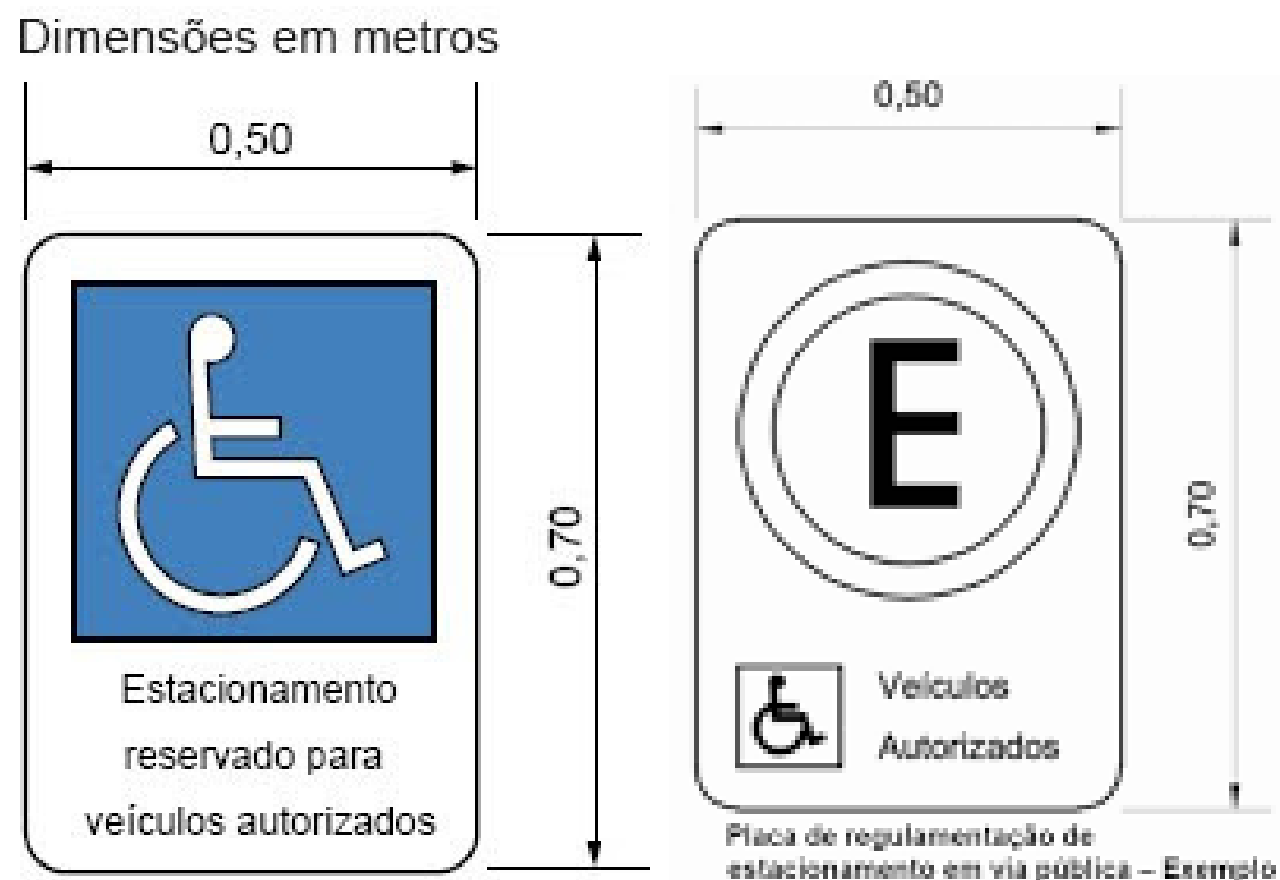 Dimensões em metros
0,50
0,70
Estacionamento
reservado para
veículos autorizados
0,50
0,70
E
Veículos
Autorizados
Placa de regulamentação de
estacionamento em via pública – Exemplo